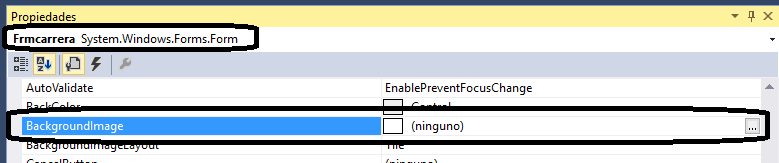 Propiedades
Frmcarrera System.Windows.Forms.Form
AutoValidate EnablePreventFocusChange
BackColor Control
BackgroundImage (ninguno) ...
BackgroundImageLayout Tile
CancelButton (ninguno)